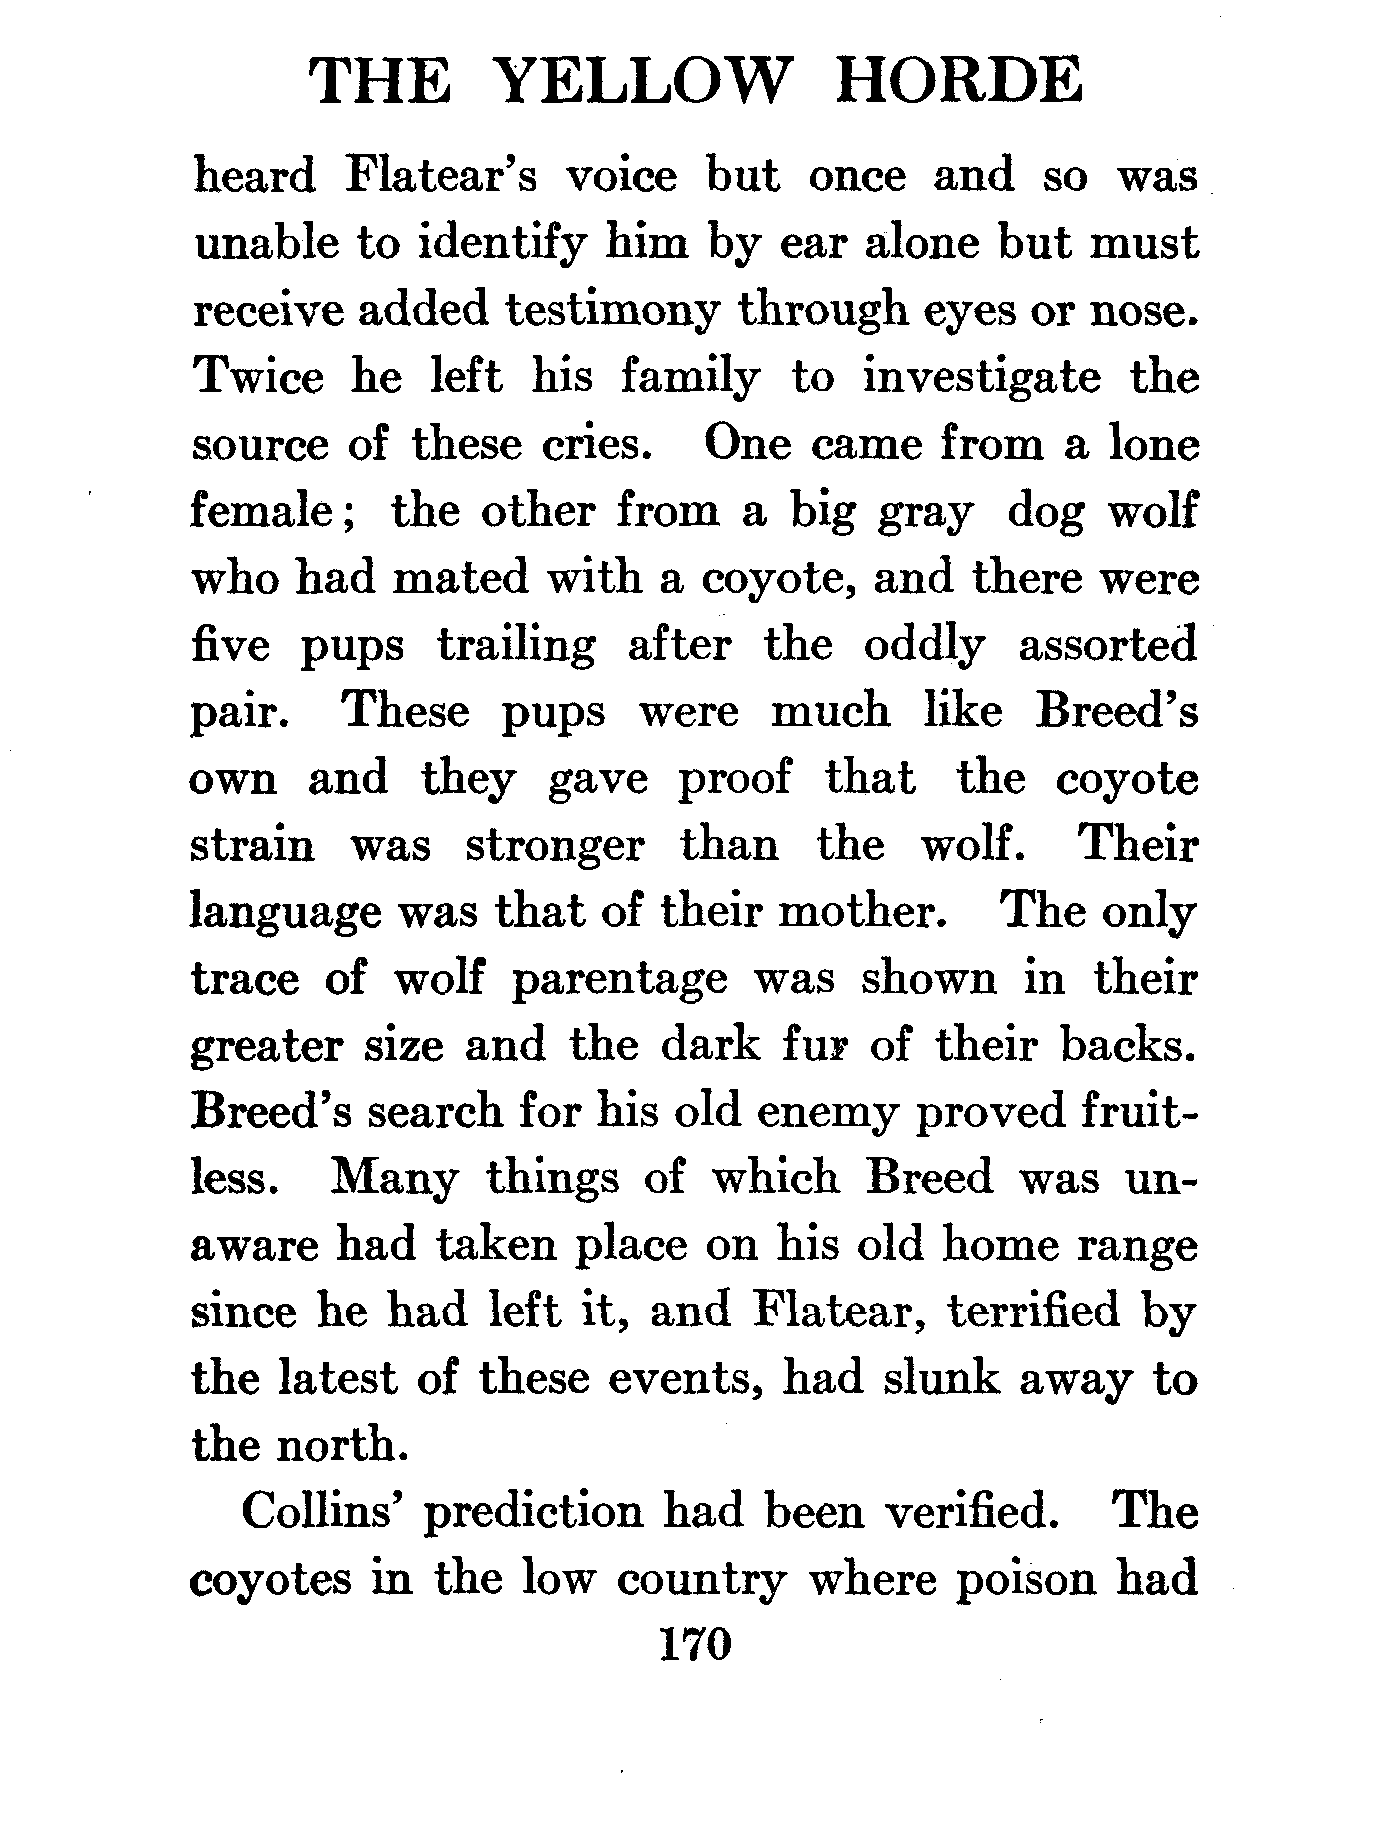 THE YELLOW HORDE
heard Flatear's voice but once and so was
unable to identify him by ear alone but must
receive added testimony through eyes or nose.
Twice he left his family to investigate the
source of these cries. One came from a lone
female; the other from a big gray dog wolf
who had mated with a coyote, and there were
five pups trailing after the oddly assorted
pair. These pups were much like Breed's
own and they gave proof that the coyote
strain was stronger than the wolf. Their
language was that of their mother. The only
trace of wolf parentage was shown in their
greater size and the dark fur of their backs.
Breed's search for his old enemy proved fruit-
less. Many things of which Breed was un-
aware had taken place on his old home range
since he had left it, and Flatear, terrified by
the latest of these events, had slunk away to
the north.
Collins' prediction had been verified. The
coyotes in the low country where poison had
170